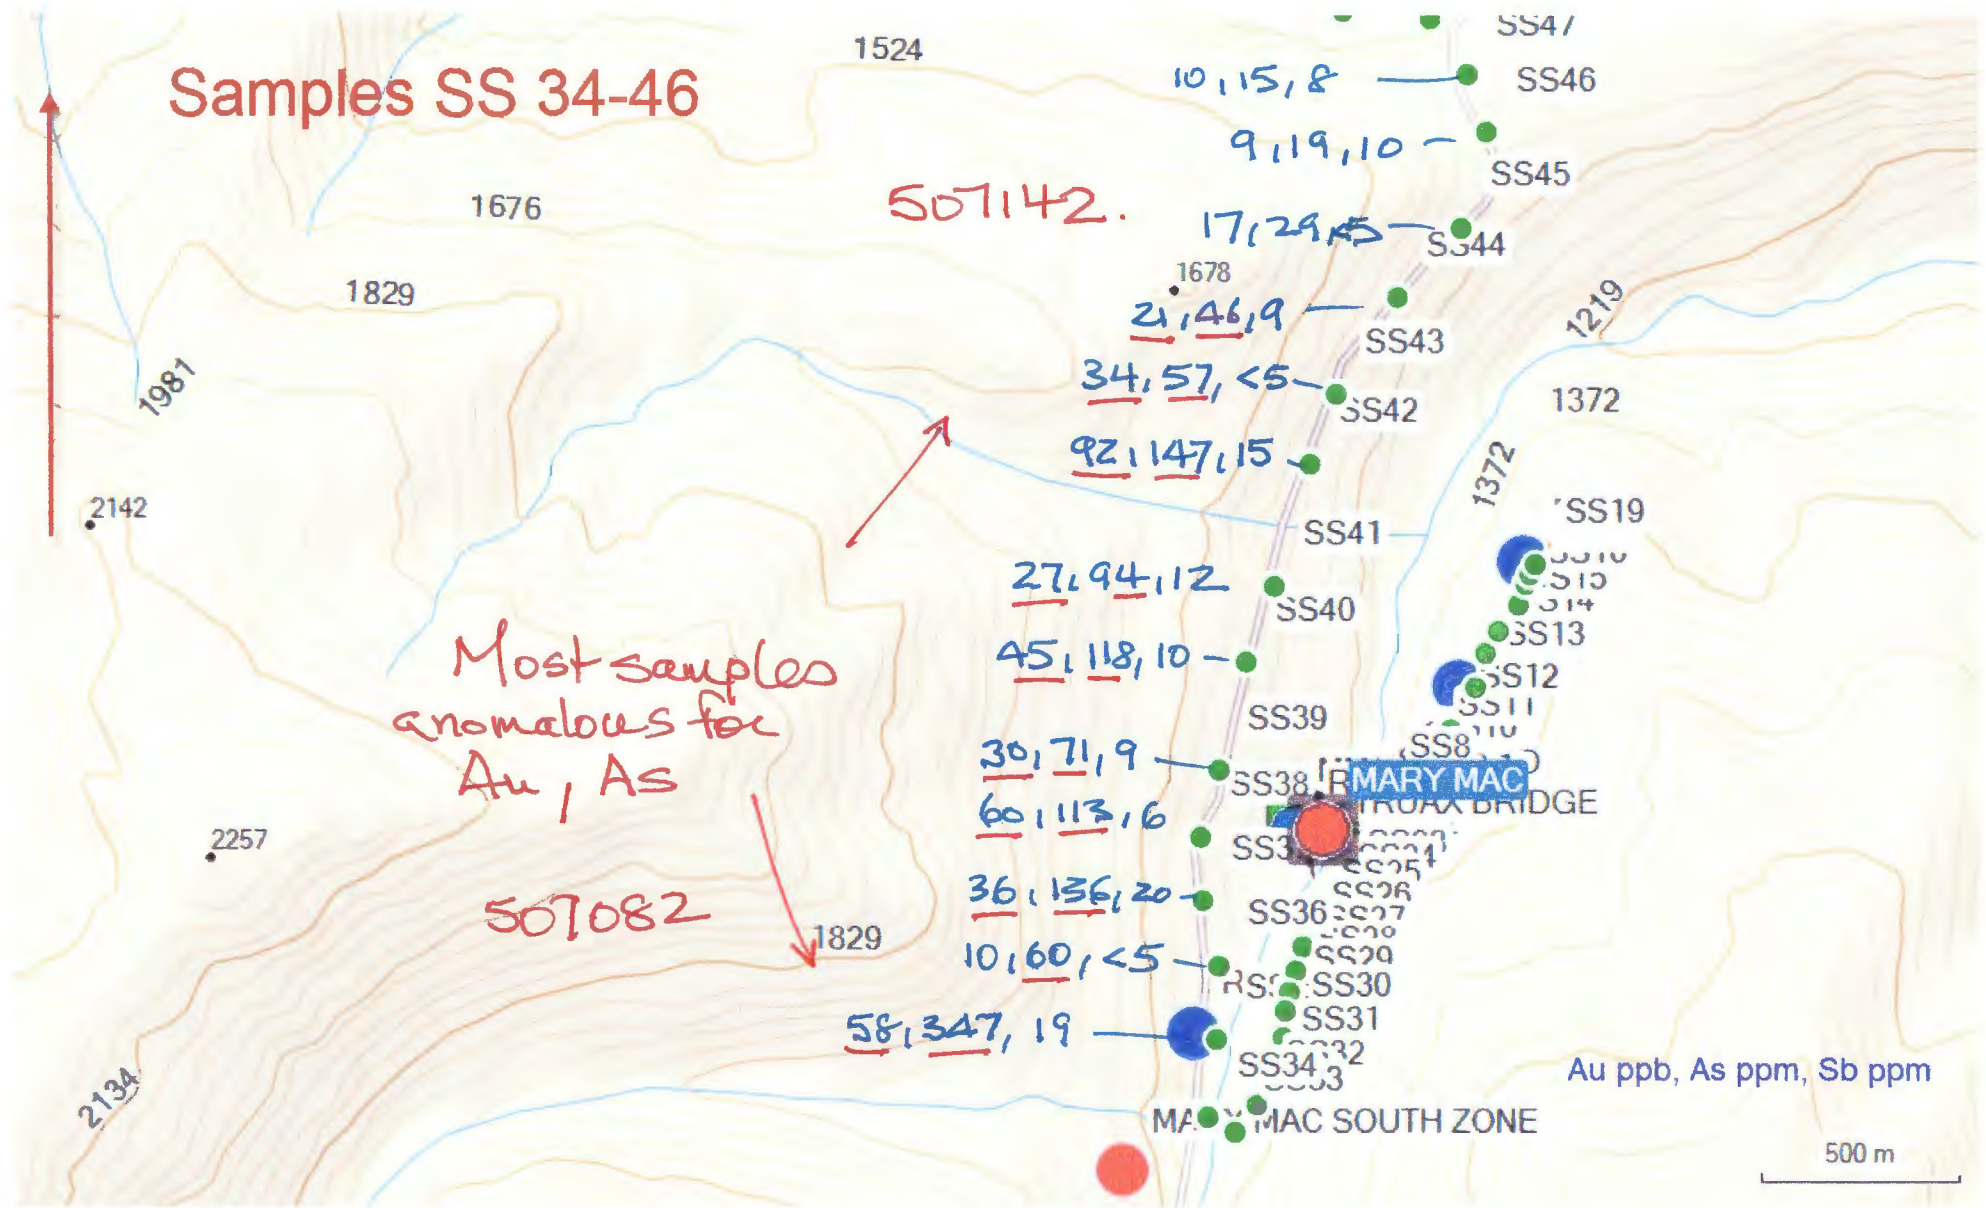 SS47
1524
Samples SS 34-46
10, 15, 8
SS46
9, 19, 10
SS45
1676
507142.
17, 29, <5
SS44
1678
1829
21, 46, 9
SS43
1219
1981
34, 57, <5
SS42
1372
92, 147, 15
1372
2142
SS19
SS41
27, 94, 12
SS40
SS13
45, 118, 10
Most samples
anomalous for
Au, As
SS12
SS11
SS39
SS8
30, 71, 9
SS38
MARY MAC
TRUAX BRIDGE
60, 113, 6
2257
SS25
SS26
36, 136, 20
SS36
SS27
507082
1829
10, 60, <5
SS29
SS30
SS31
58, 347, 19
SS34
2134
Au ppb, As ppm, Sb ppm
MARY MAC SOUTH ZONE
500 m